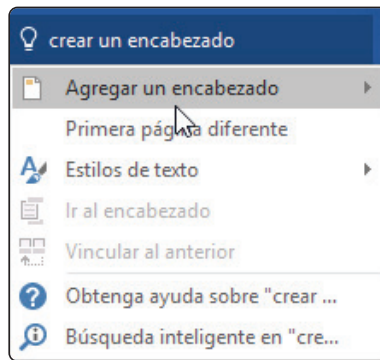 crear un encabezado
Agregar un encabezado
Primera página diferente
Estilos de texto
Ir al encabezado
Vincular al anterior
Obtenga ayuda sobre "crear ...
Búsqueda inteligente en "cre...